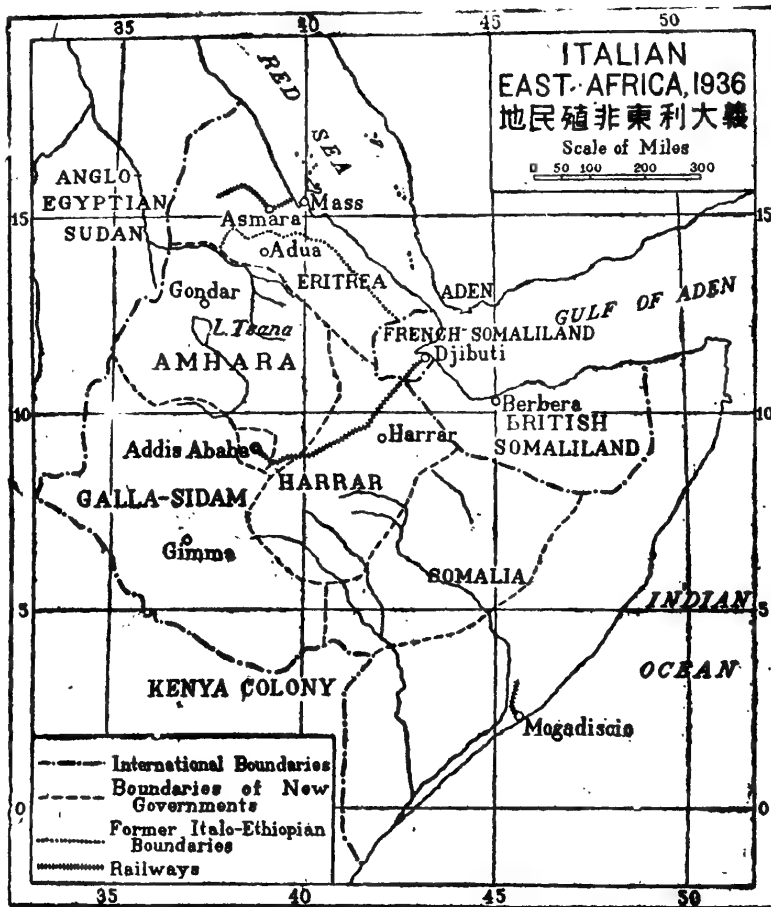 35
40
45
50
ITALIAN
EAST AFRICA, 1936
地民殖非東利大義
Scale of Miles
0 50 100 200 300
RED
SEA
ANGLO-
EGYPTIAN
SUDAN
15
Mass
Asmara
Adua
ERITREA
ADEN
GULF OF ADEN
Gondar
L. Tsana
AMHARA
FRENCH SOMALILAND
Djibuti
10
10
Berbera
BRITISH
SOMALILAND
Harrar
Addis Ababa
HARRAR
GALLA-SIDAM
Gimma
SOMALIA
5
5
INDIAN
OCEAN
KENYA COLONY
Mogadiscio
International Boundaries
Boundaries of New
Governments
Former Italo-Ethiopian
Boundaries
Railways
0
0
35
40
45
50